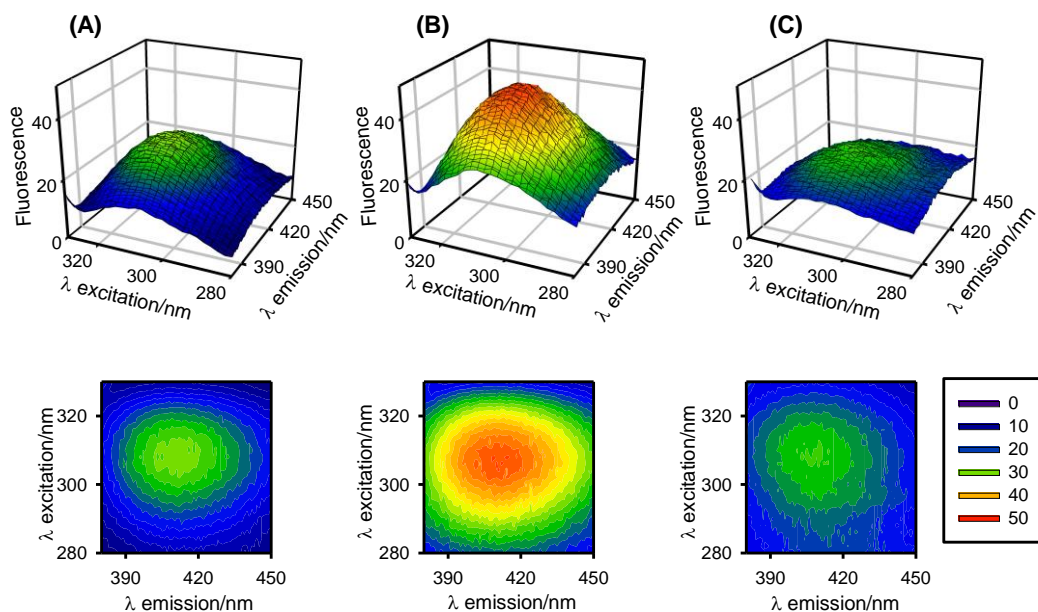 (A)
Fluorescence
40
20
0
320
300
280
λ excitation/nm
390
420
450
λ emission/nm
(B)
Fluorescence
40
20
0
320
300
280
λ excitation/nm
390
420
450
λ emission/nm
(C)
Fluorescence
40
20
0
320
300
280
λ excitation/nm
390
420
450
λ emission/nm
λ excitation/nm
320
300
280
390
420
450
λ emission/nm
λ excitation/nm
320
300
280
390
420
450
λ emission/nm
λ excitation/nm
320
300
280
390
420
450
λ emission/nm
0
10
20
30
40
50